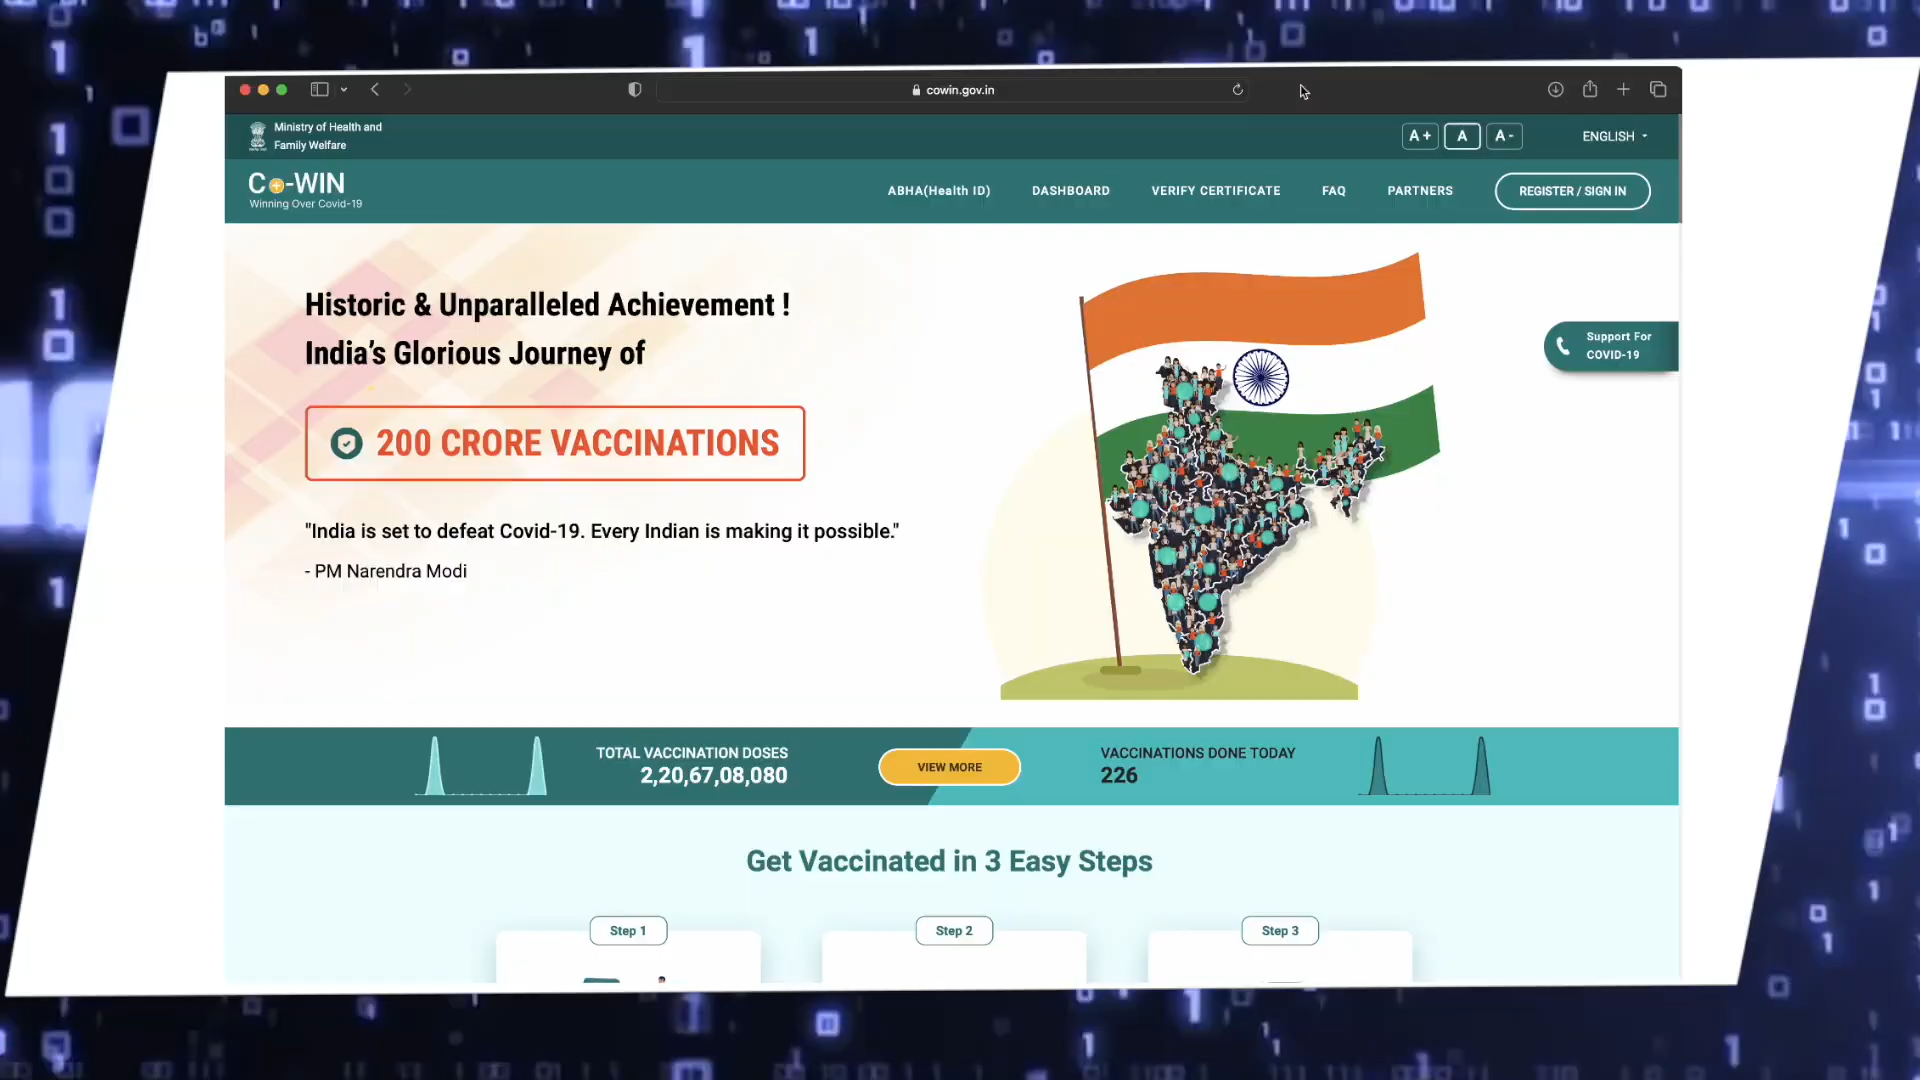 cowin.gov.in
Ministry of Health and
Family Welfare
A+ A A-
ENGLISH
Co-WIN
Winning Over Covid-19
ABHA(Health ID) DASHBOARD VERIFY CERTIFICATE FAQ PARTNERS REGISTER / SIGN IN
Historic & Unparalleled Achievement !
India's Glorious Journey of
200 CRORE VACCINATIONS
"India is set to defeat Covid-19. Every Indian is making it possible."
- PM Narendra Modi
Support For
COVID-19
TOTAL VACCINATION DOSES
2,20,67,08,080
VIEW MORE
VACCINATIONS DONE TODAY
226
Get Vaccinated in 3 Easy Steps
Step 1 Step 2 Step 3